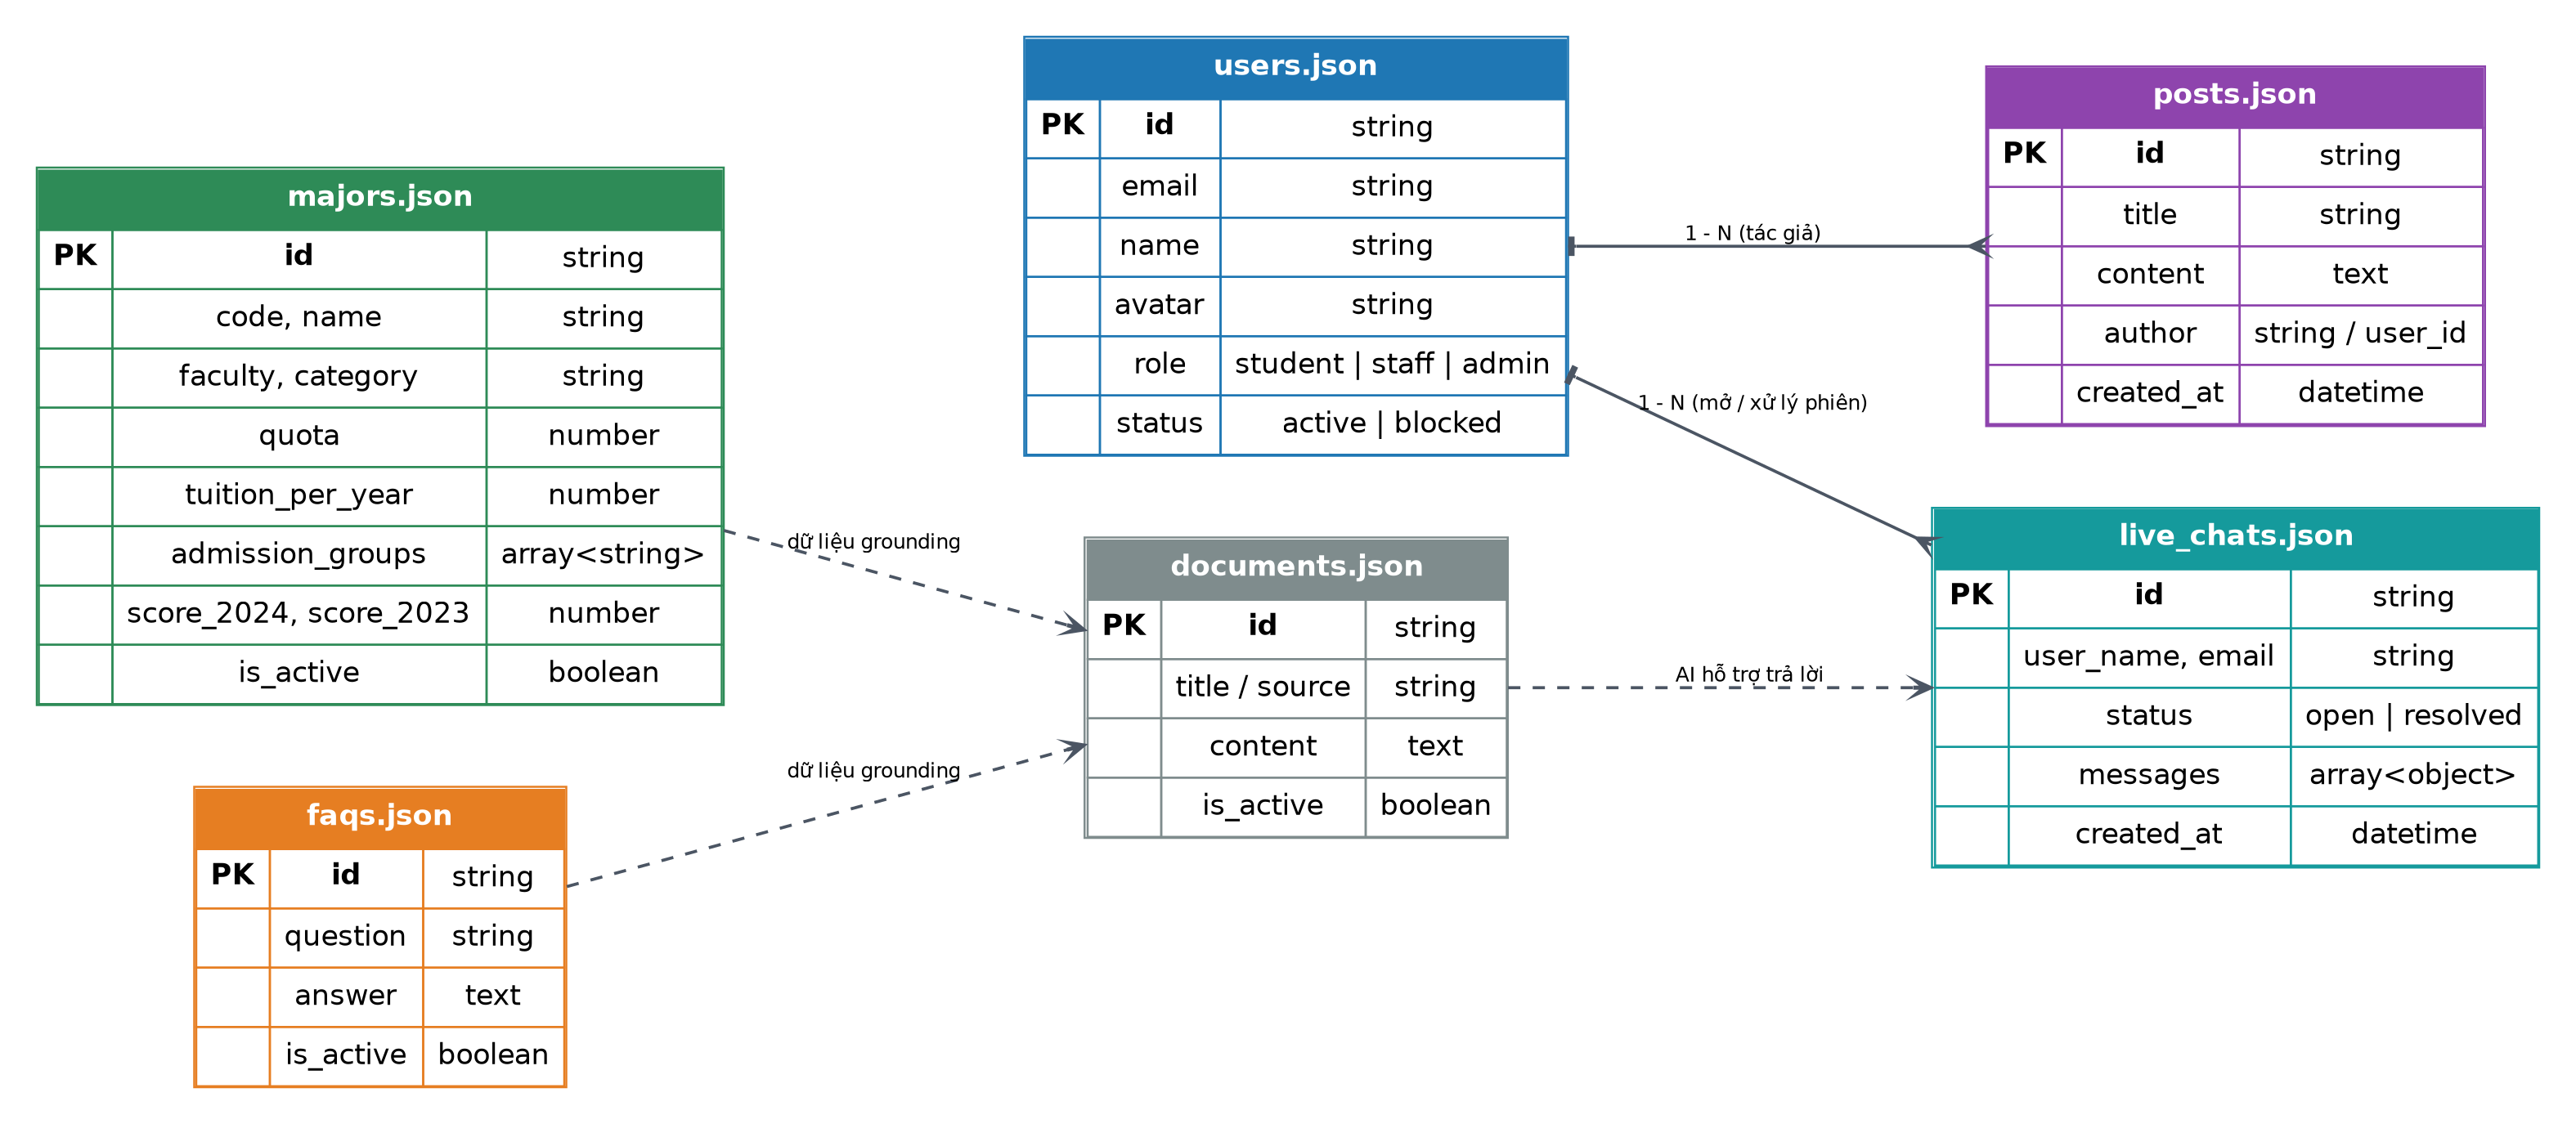 majors.json
PK id string
code, name string
faculty, category string
quota number
tuition_per_year number
admission_groups array<string>
score_2024, score_2023 number
is_active boolean
faqs.json
PK id string
question string
answer text
is_active boolean
dữ liệu grounding
dữ liệu grounding
users.json
PK id string
email string
name string
avatar string
role student | staff | admin
status active | blocked
documents.json
PK id string
title / source string
content text
is_active boolean
1 - N (tác giả)
1 - N (mở / xử lý phiên)
AI hỗ trợ trả lời
posts.json
PK id string
title string
content text
author string / user_id
created_at datetime
live_chats.json
PK id string
user_name, email string
status open | resolved
messages array<object>
created_at datetime